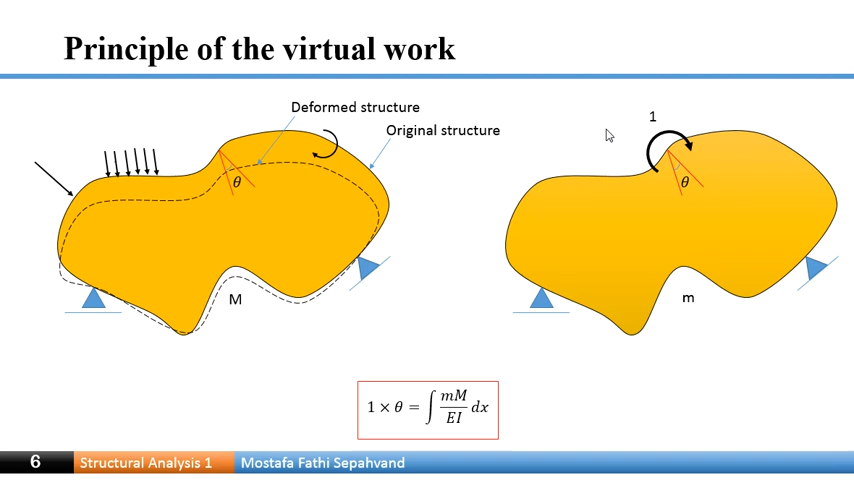 Principle of the virtual work
Deformed structure
Original structure
θ
M
1
θ
m
1 × θ = ∫ mM/EI dx
6
Structural Analysis 1
Mostafa Fathi Sepahvand